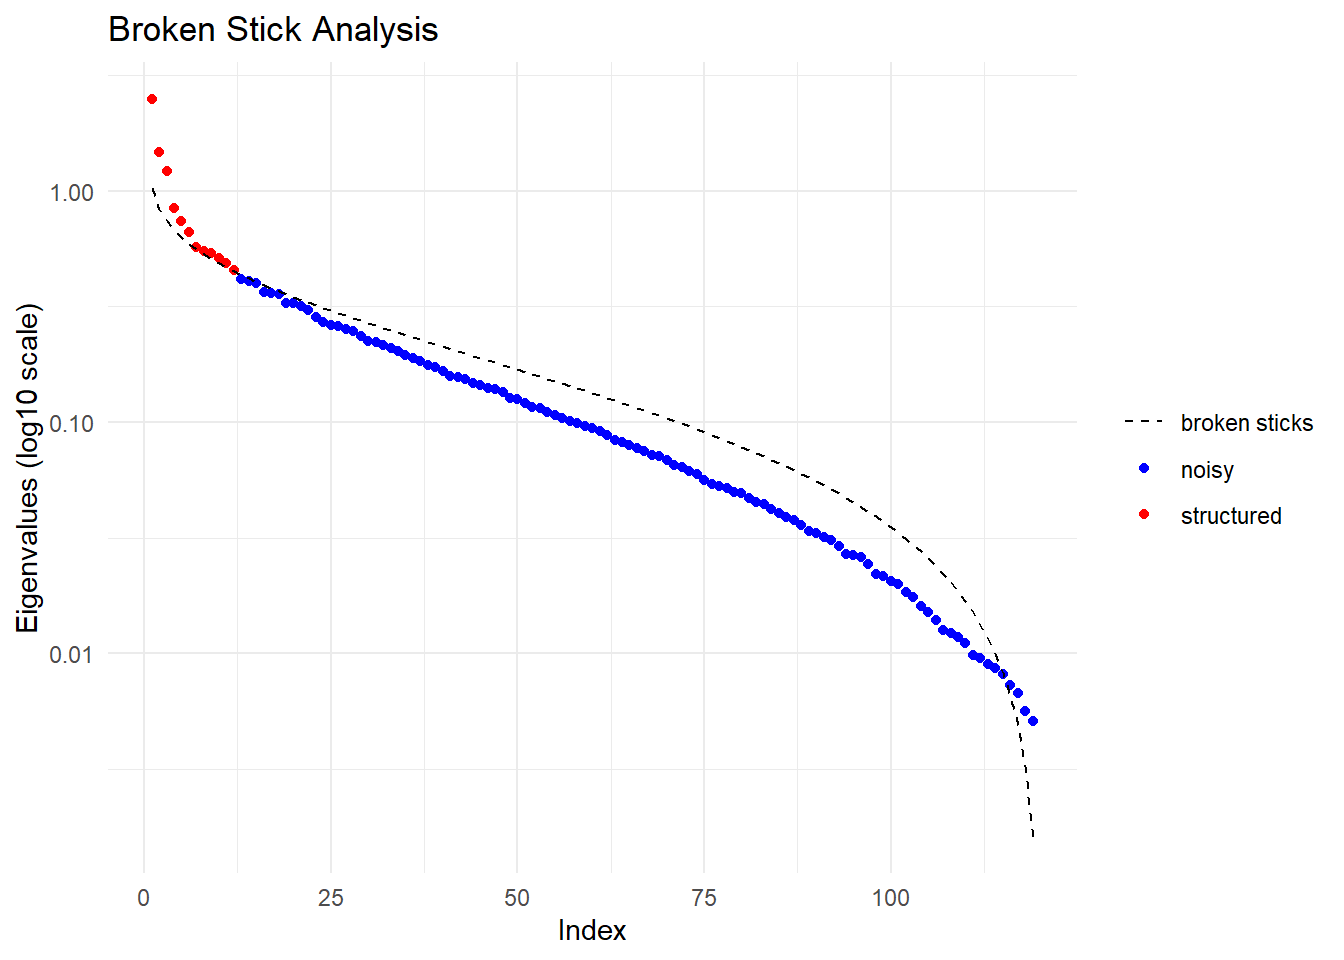 Broken Stick Analysis
Eigenvalues (log10 scale)
1.00
0.10
0.01
0
25
50
75
100
Index
broken sticks
noisy
structured